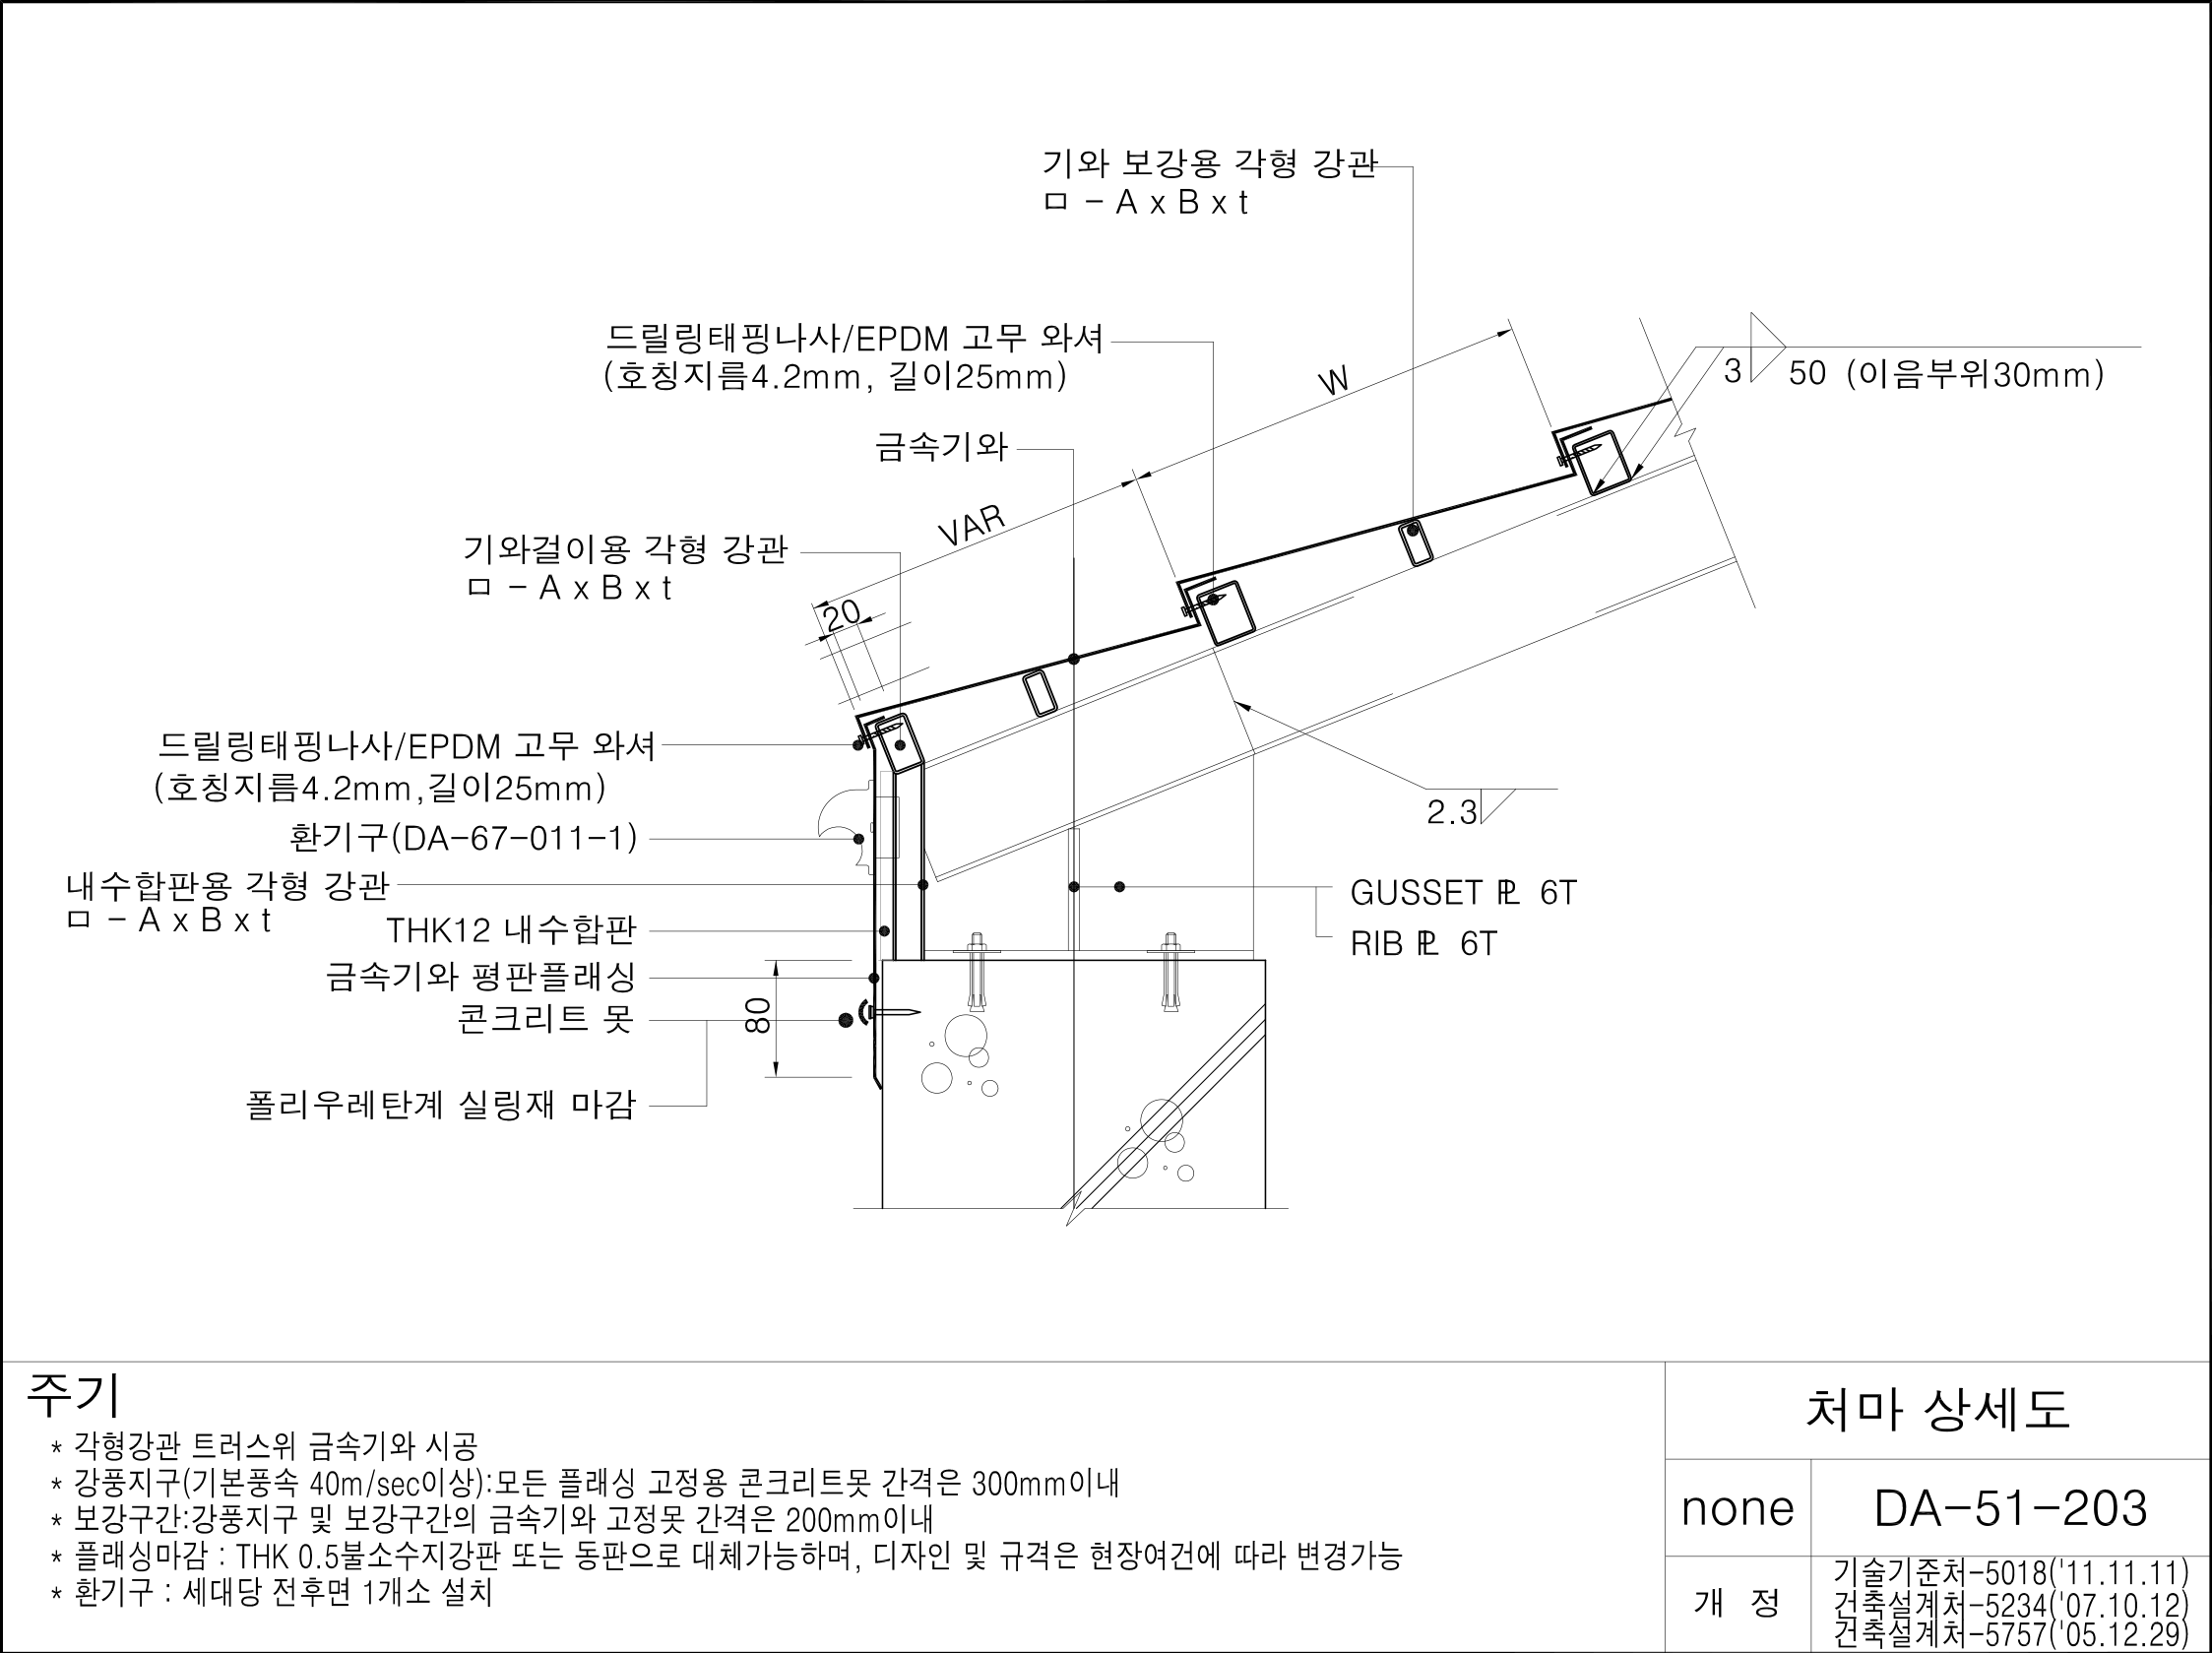 기와 보강용 각형 강관
ㅁ - A x B x t
드릴링태핑나사/EPDM 고무 와셔
(호칭지름4.2mm, 길이25mm)
W
3
50 (이음부위30mm)
금속기와
VAR
기와걸이용 각형 강관
ㅁ - A x B x t
20
드릴링태핑나사/EPDM 고무 와셔
(호칭지름4.2mm,길이25mm)
2.3
환기구(DA-67-011-1)
내수합판용 각형 강관
ㅁ - A x B x t
GUSSET PL 6T
THK12 내수합판
RIB PL 6T
금속기와 평판플래싱
콘크리트 못
80
폴리우레탄계 실링재 마감
주기
* 각형강관 트러스위 금속기와 시공
* 강풍지구(기본풍속 40m/sec이상):모든 플래싱 고정용 콘크리트못 간격은 300mm이내
* 보강구간:강풍지구 및 보강구간의 금속기와 고정못 간격은 200mm이내
* 플래싱마감 : THK 0.5불소수지강판 또는 동판으로 대체가능하며, 디자인 및 규격은 현장여건에 따라 변경가능
* 환기구 : 세대당 전후면 1개소 설치
처마 상세도
none
DA-51-203
개 정
기술기준처-5018('11.11.11)
건축설계처-5234('07.10.12)
건축설계처-5757('05.12.29)